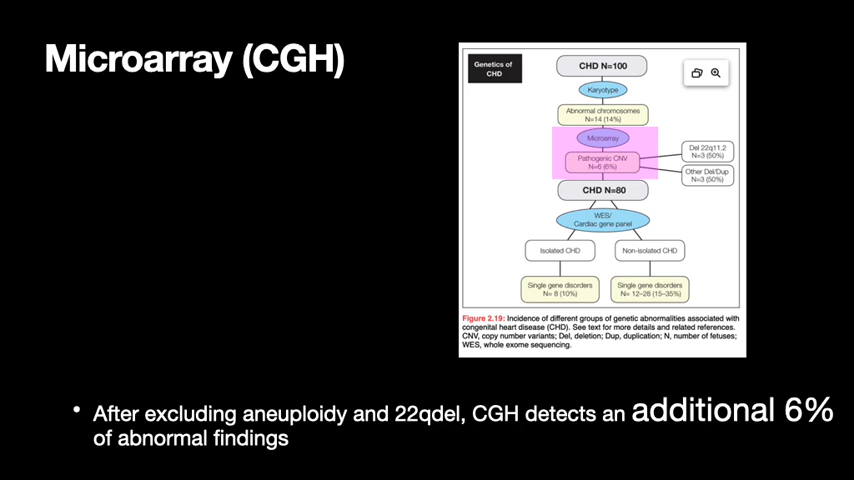 Microarray (CGH)
Genetics of
CHD
CHD N=100
Karyotype
Abnormal chromosomes
N=14 (14%)
Microarray
Pathogenic CNV
N=6 (6%)
Del 22q11.2
N=3 (50%)
Other Del/Dup
N=3 (50%)
CHD N=80
WES/
Cardiac gene panel
Isolated CHD
Non-isolated CHD
Single gene disorders
N= 8 (10%)
Single gene disorders
N= 12–28 (15–35%)
Figure 2.19: Incidence of different groups of genetic abnormalities associated with
congenital heart disease (CHD). See text for more details and related references.
CNV, copy number variants; Del, deletion; Dup, duplication; N, number of fetuses;
WES, whole exome sequencing.
• After excluding aneuploidy and 22qdel, CGH detects an additional 6%
of abnormal findings